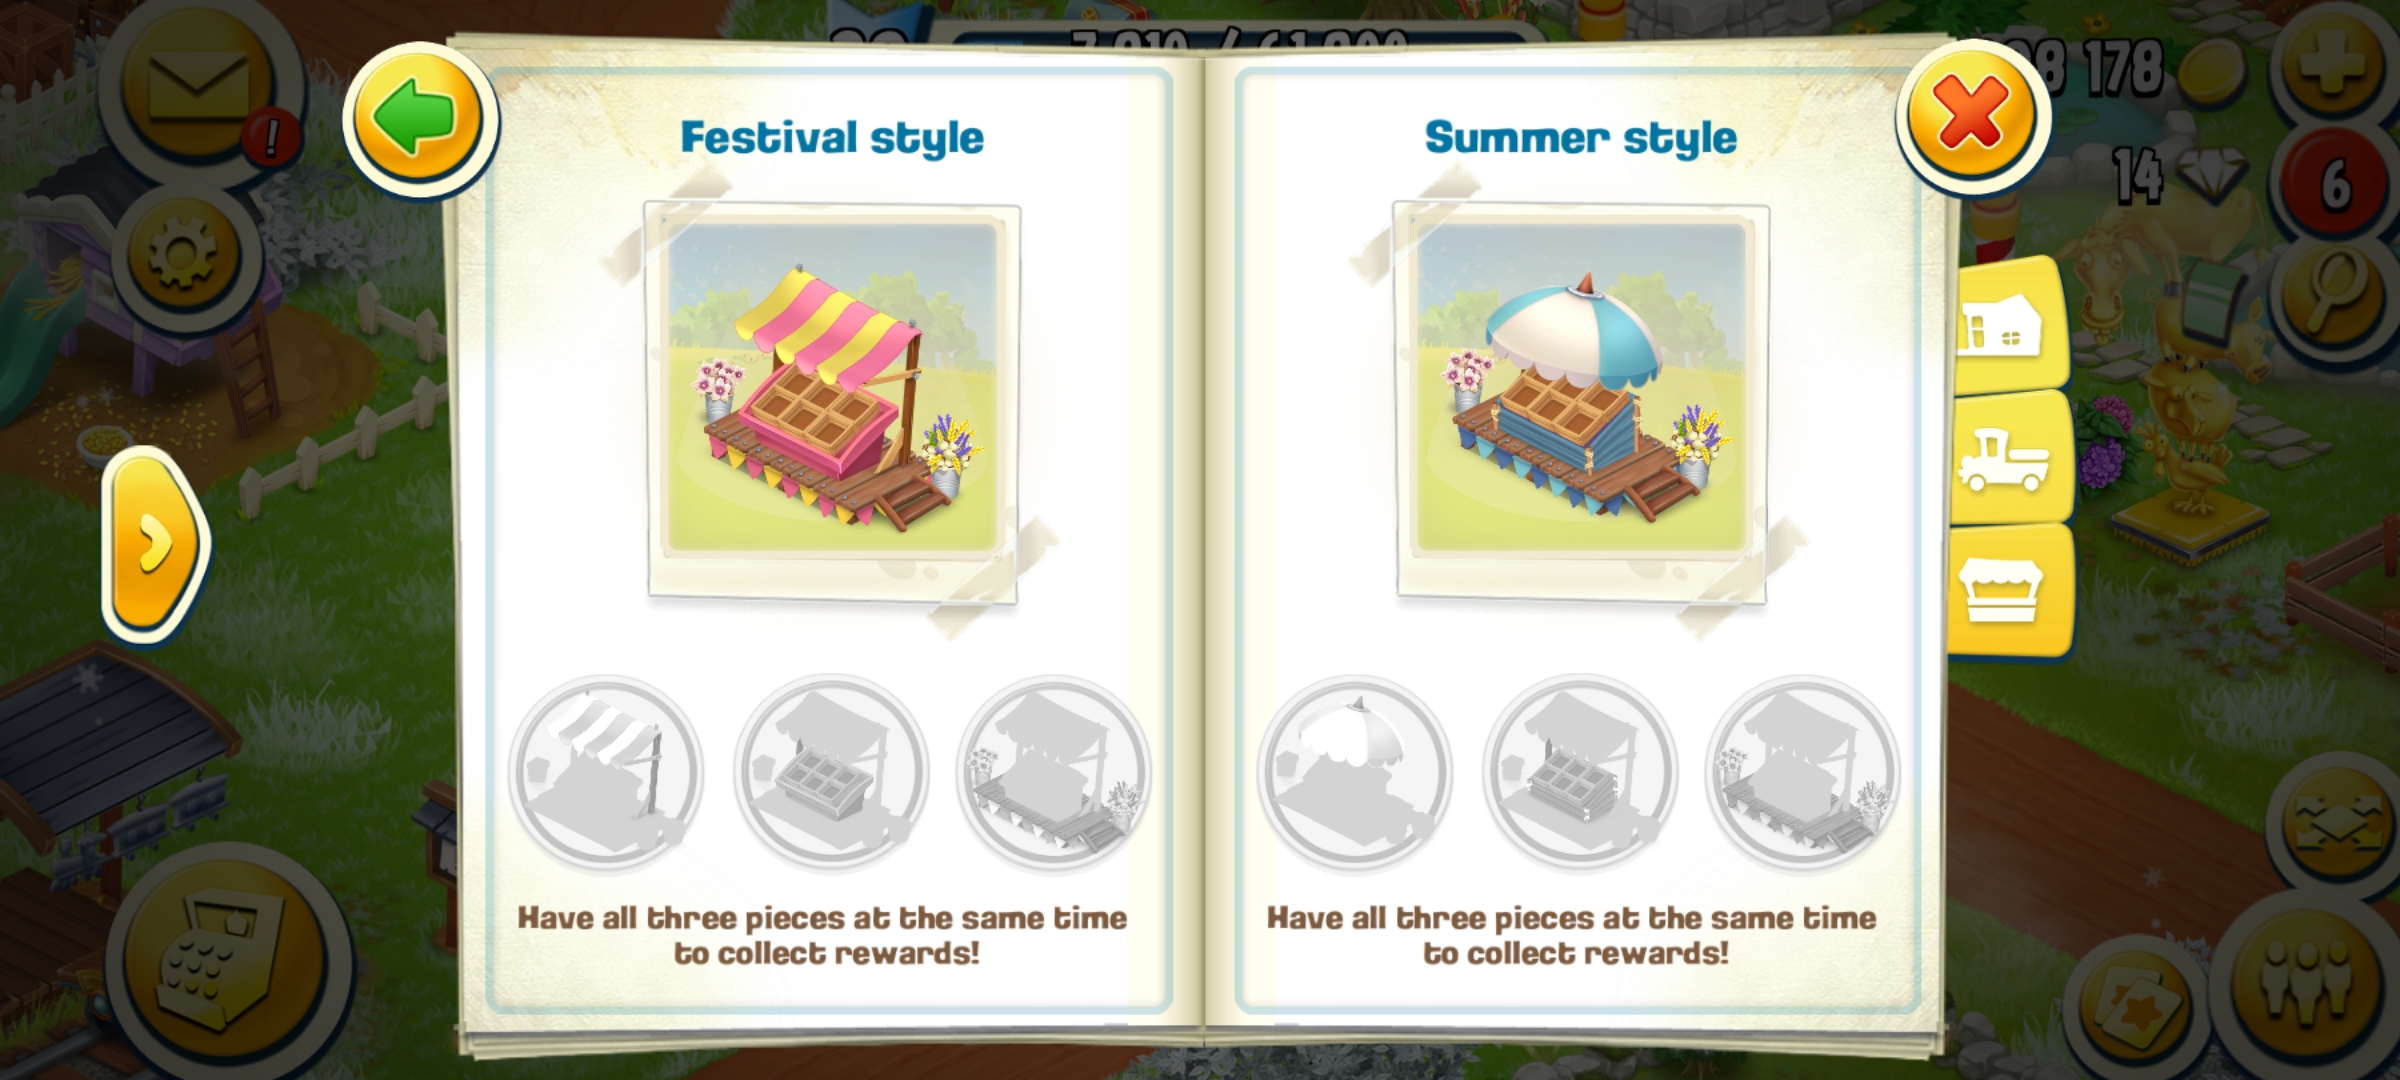 8 178
14
6
!
Festival style
Summer style
Have all three pieces at the same time
to collect rewards!
Have all three pieces at the same time
to collect rewards!